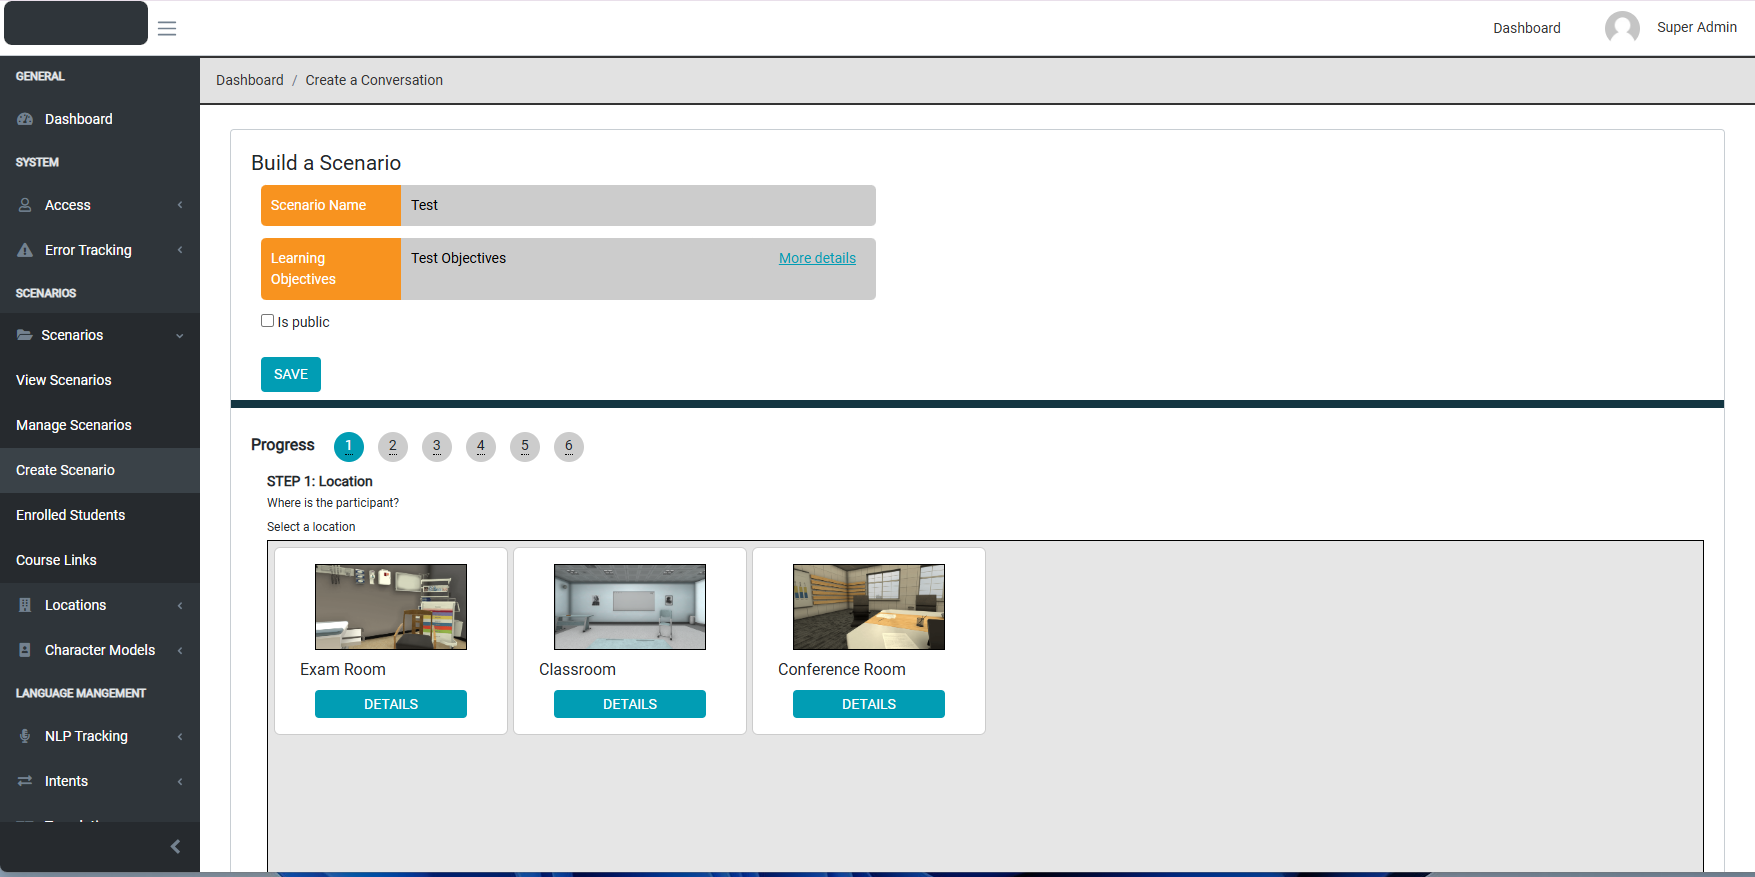 Dashboard
Super Admin
GENERAL
Dashboard
SYSTEM
Access
Error Tracking
SCENARIOS
Scenarios
View Scenarios
Manage Scenarios
Create Scenario
Enrolled Students
Course Links
Locations
Character Models
LANGUAGE MANGEMENT
NLP Tracking
Intents
Dashboard / Create a Conversation
Build a Scenario
Scenario Name
Test
Learning
Objectives
Test Objectives
More details
Is public
SAVE
Progress 1 2 3 4 5 6
STEP 1: Location
Where is the participant?
Select a location
Exam Room
DETAILS
Classroom
DETAILS
Conference Room
DETAILS